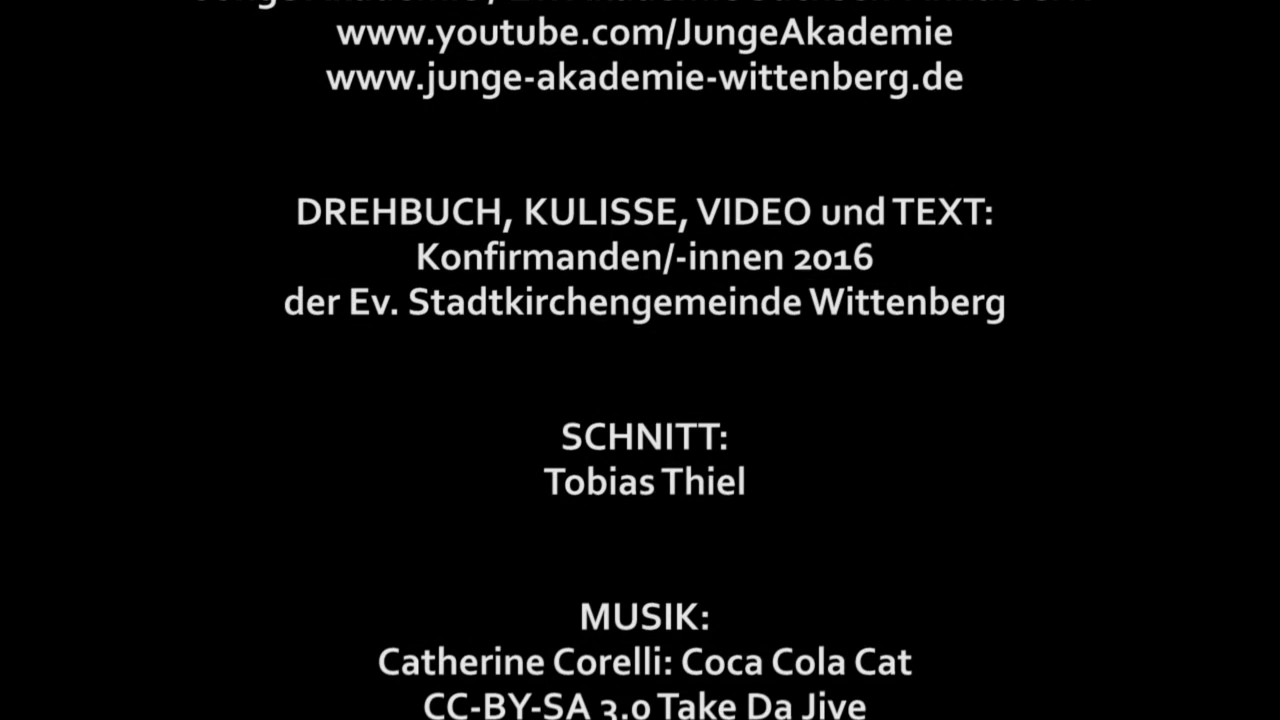 www.youtube.com/JungeAkademie
www.junge-akademie-wittenberg.de
DREHBUCH, KULISSE, VIDEO und TEXT:
Konfirmanden/-innen 2016
der Ev. Stadtkirchengemeinde Wittenberg
SCHNITT:
Tobias Thiel
MUSIK:
Catherine Corelli: Coca Cola Cat
CC-BY-SA 3.0 Take Da Jive